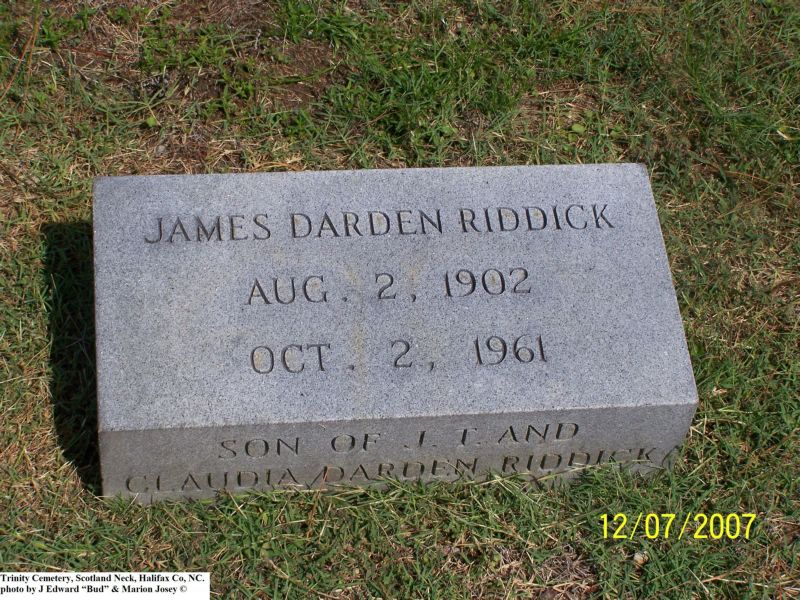 JAMES DARDEN RIDDICK
AUG. 2, 1902
OCT. 2, 1961
SON OF J. T. AND
CLAUDIA DARDEN RIDDICK
12/07/2007
Trinity Cemetery, Scotland Neck, Halifax Co, NC.
photo by J Edward “Bud” & Marion Josey ©